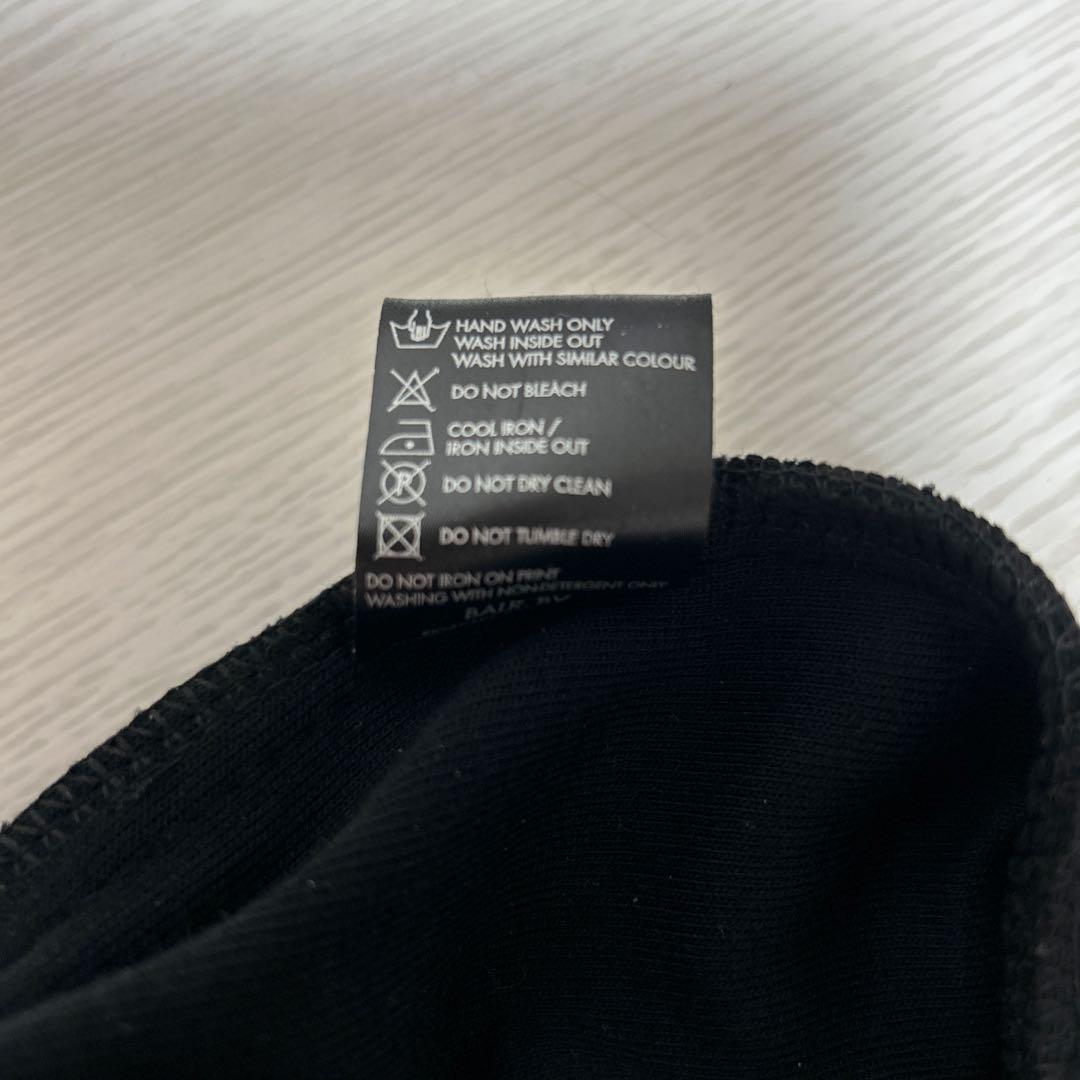 HAND WASH ONLY
WASH INSIDE OUT
WASH WITH SIMILAR COLOUR
DO NOT BLEACH
COOL IRON /
IRON INSIDE OUT
P
DO NOT DRY CLEAN
DO NOT TUMBLE DRY
DO NOT IRON ON PRINT
WASHING WITH NON-DETERGENT ONLY